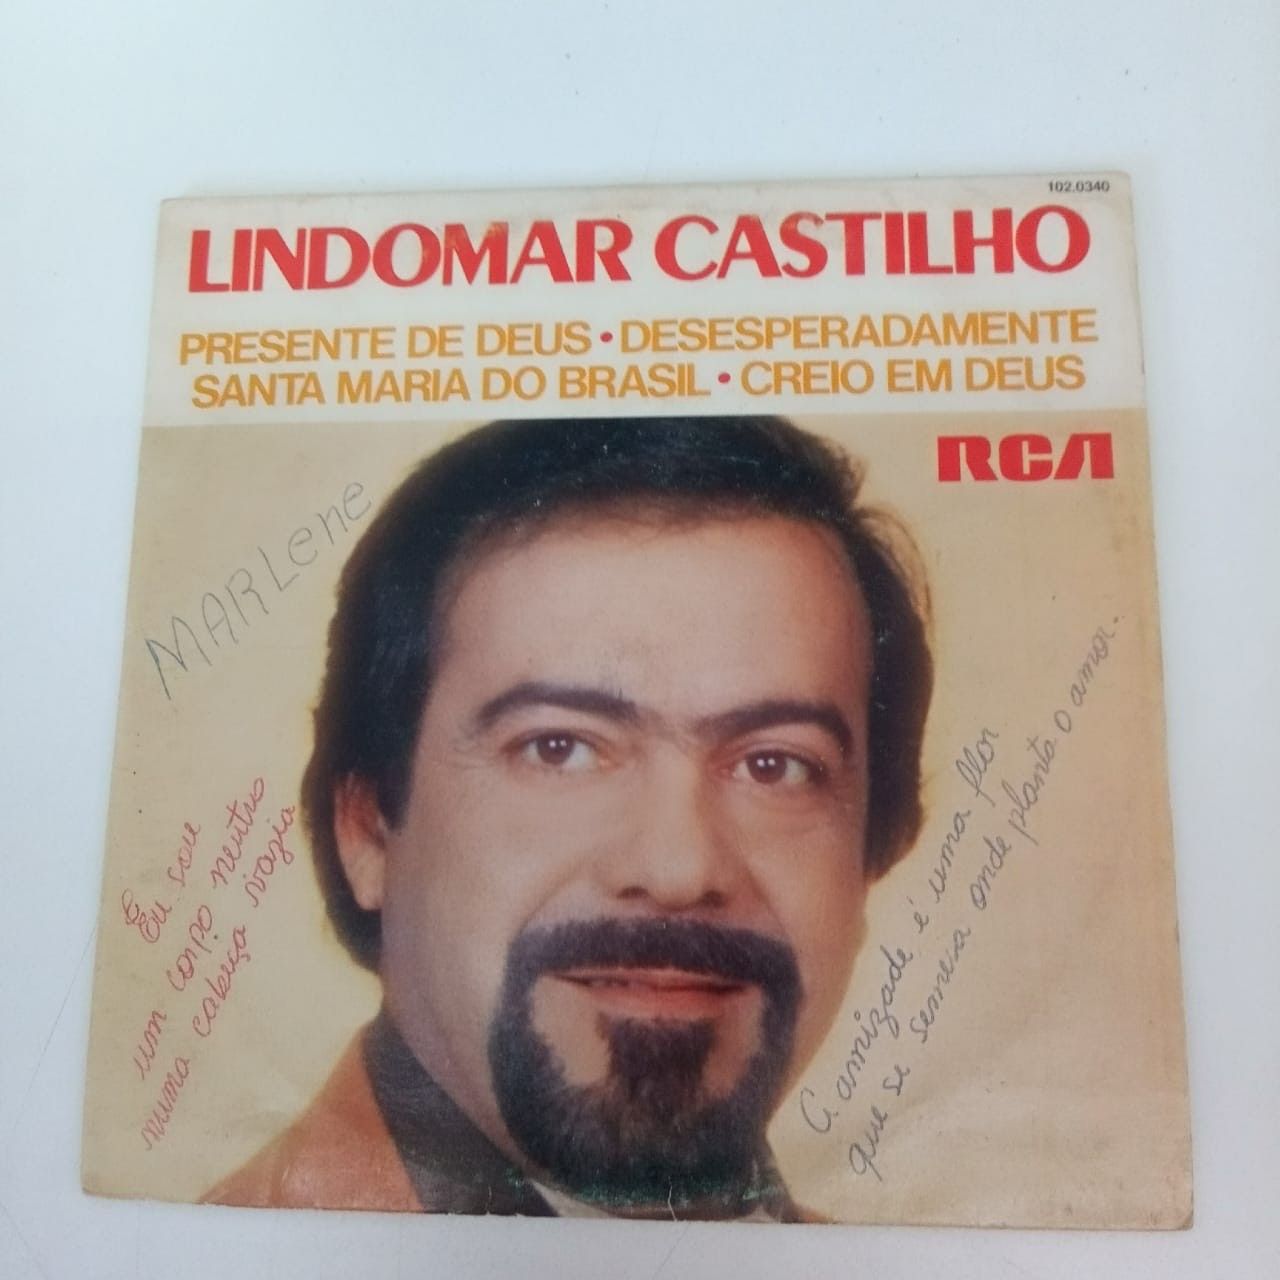 102.0340
LINDOMAR CASTILHO
PRESENTE DE DEUS • DESESPERADAMENTE
SANTA MARIA DO BRASIL • CREIO EM DEUS
RCA
MARLene
Eu sou
um corpo neutro
numa cabeça vazia
A amizade é uma flor
que se semeia onde planta o amor.